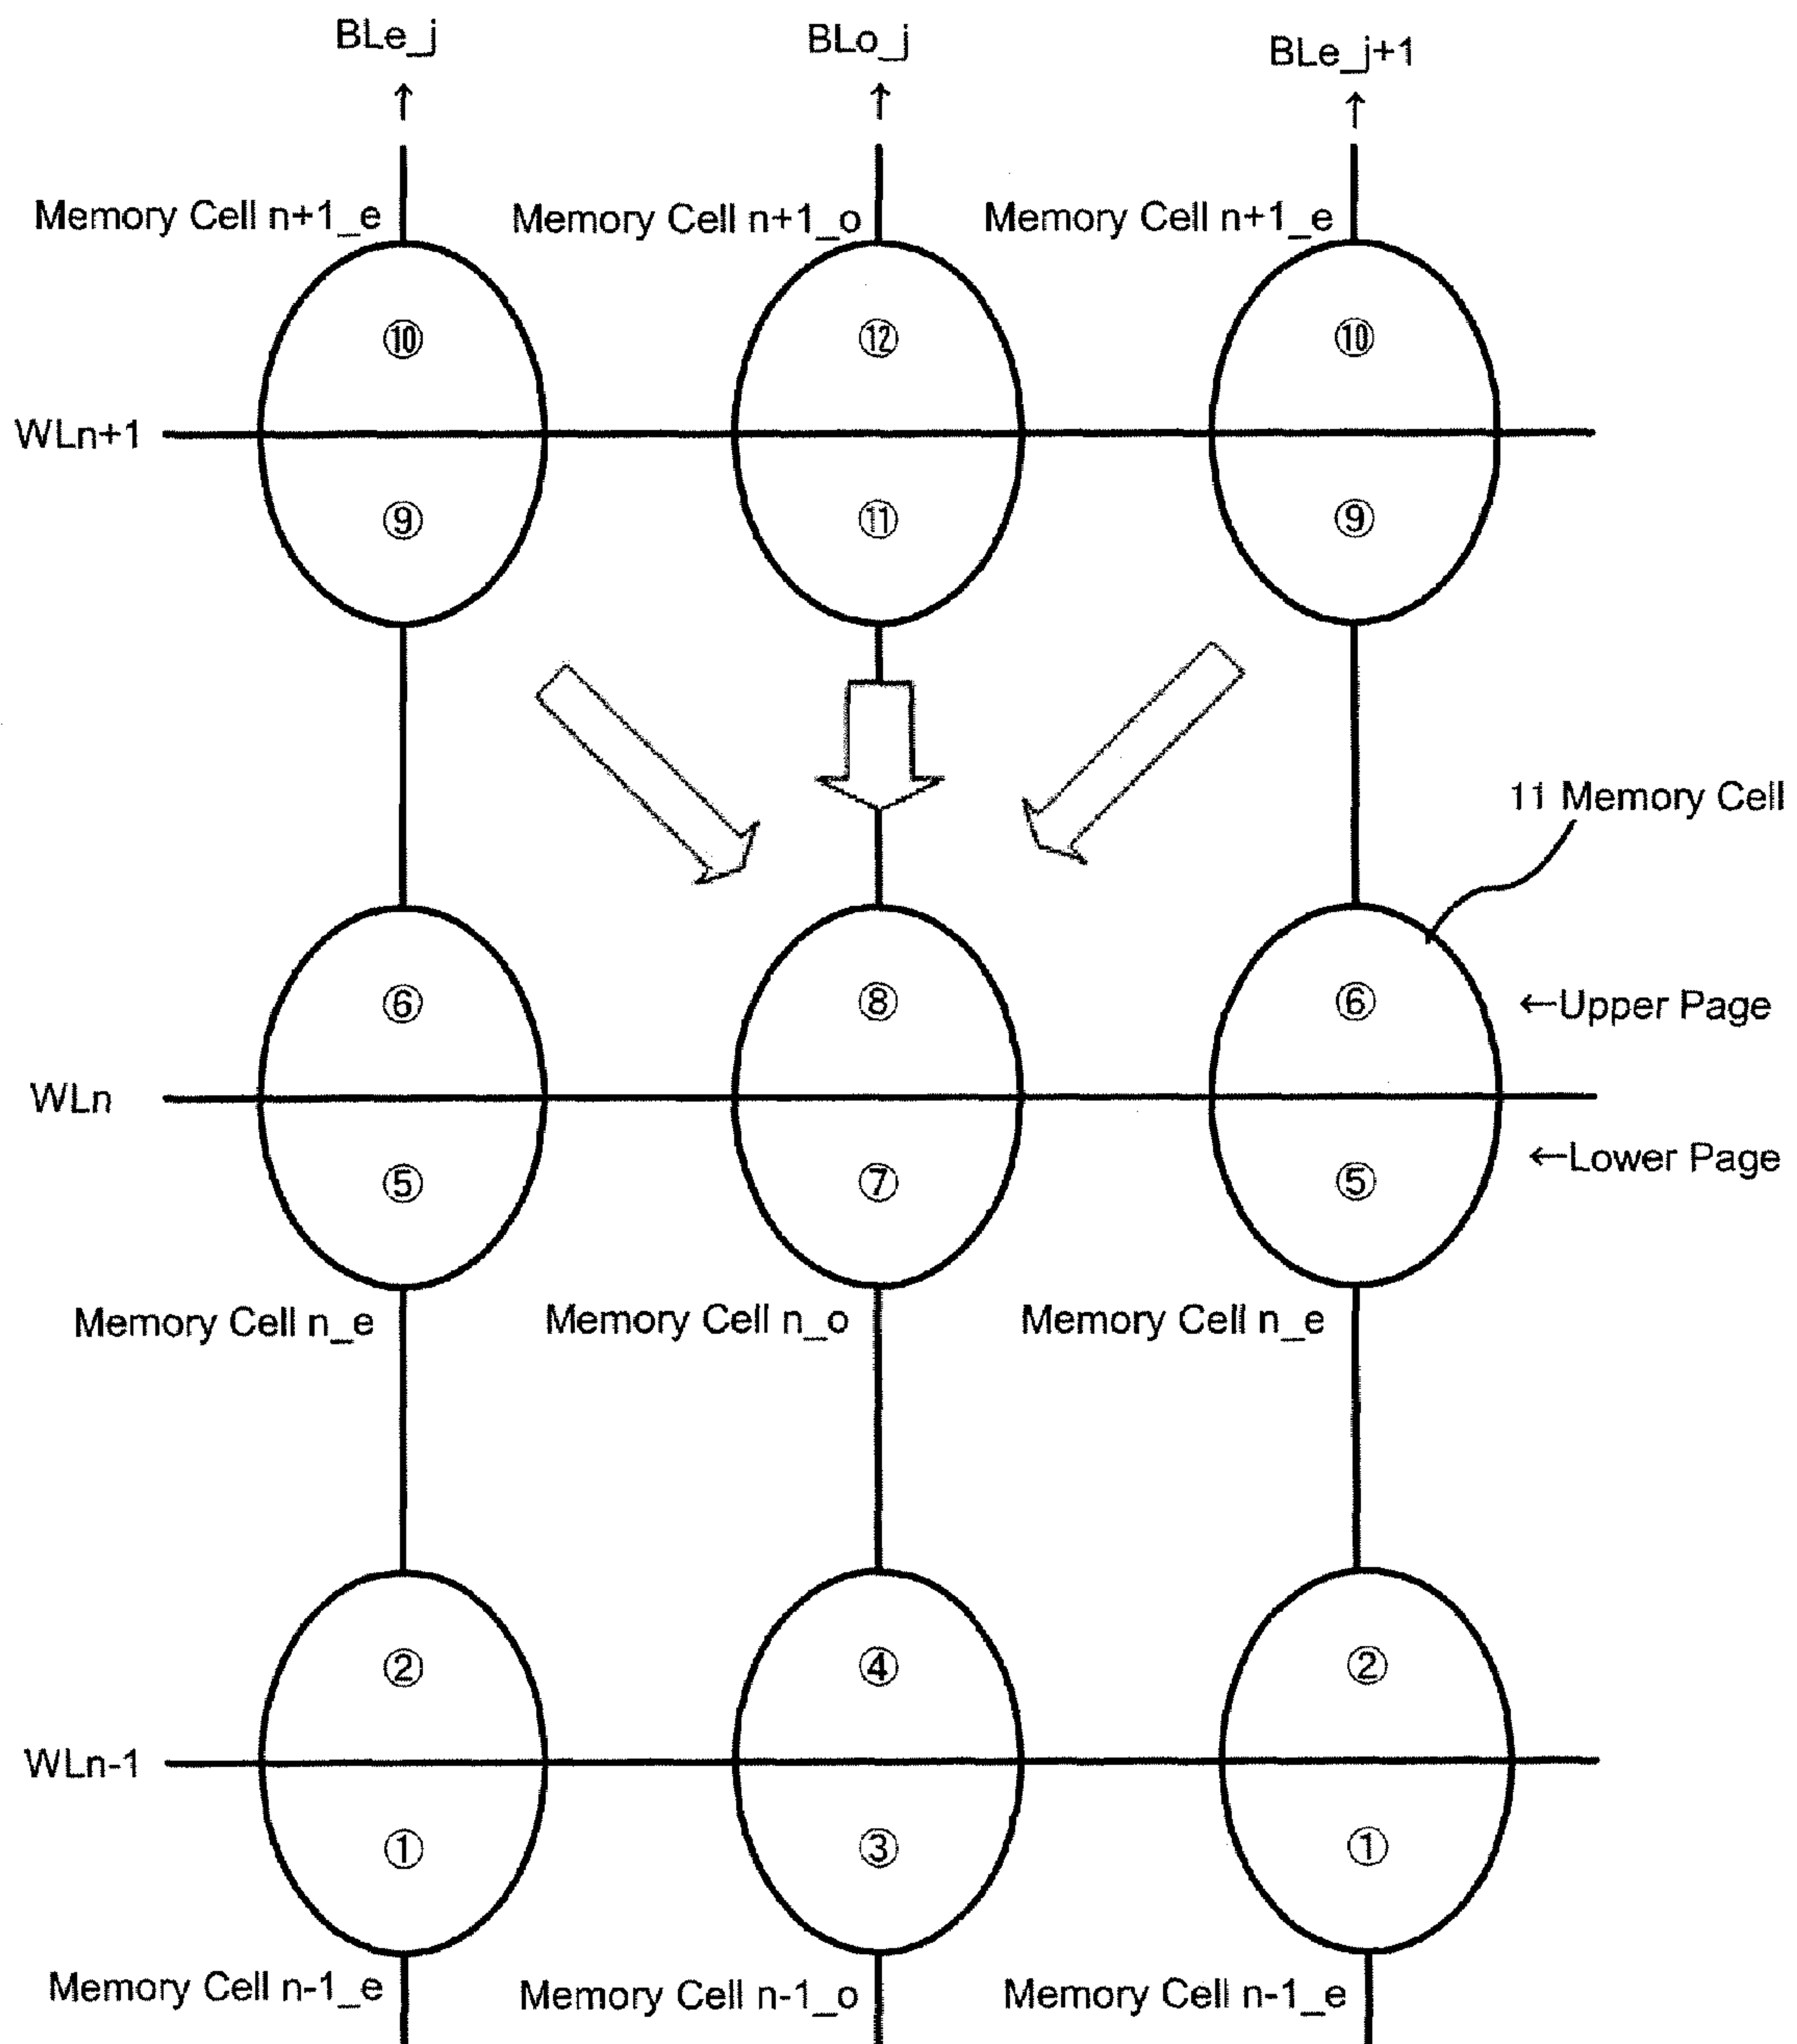 BLe_j BLo_j BLe_j+1
↑ ↑ ↑
Memory Cell n+1_e Memory Cell n+1_o Memory Cell n+1_e
⑩ ⑫ ⑩
WLn+1
⑨ ⑪ ⑨
11 Memory Cell
⑥ ⑧ ⑥ ←Upper Page
WLn
⑤ ⑦ ⑤ ←Lower Page
Memory Cell n_e Memory Cell n_o Memory Cell n_e
② ④ ②
WLn-1
① ③ ①
Memory Cell n-1_e Memory Cell n-1_o Memory Cell n-1_e